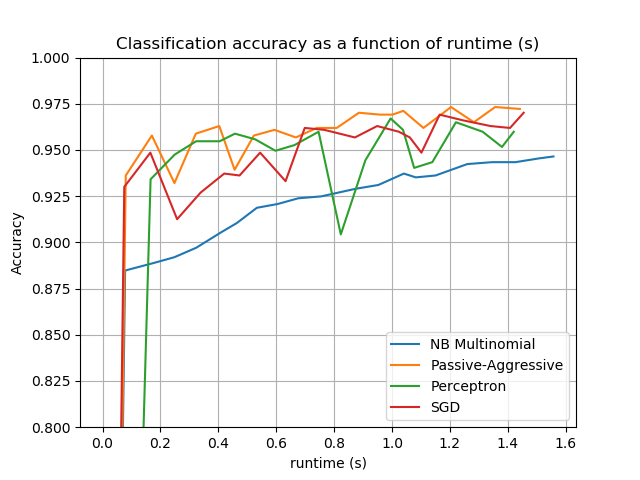 Classification accuracy as a function of runtime (s)
1.000
0.975
0.950
0.925
0.900
0.875
0.850
0.825
0.800
Accuracy
NB Multinomial
Passive-Aggressive
Perceptron
SGD
0.0 0.2 0.4 0.6 0.8 1.0 1.2 1.4 1.6
runtime (s)